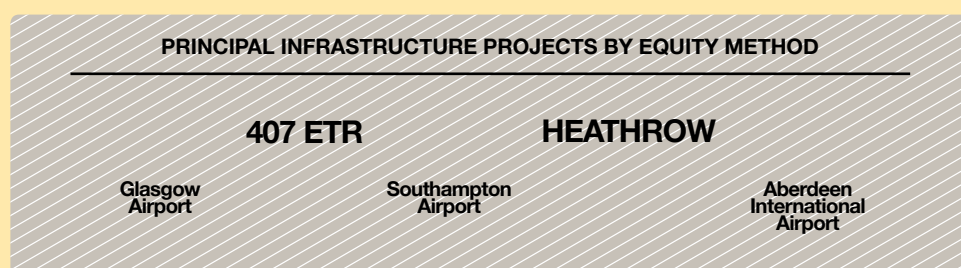 PRINCIPAL INFRASTRUCTURE PROJECTS BY EQUITY METHOD
407 ETR
HEATHROW
Glasgow
Airport
Southampton
Airport
Aberdeen
International
Airport